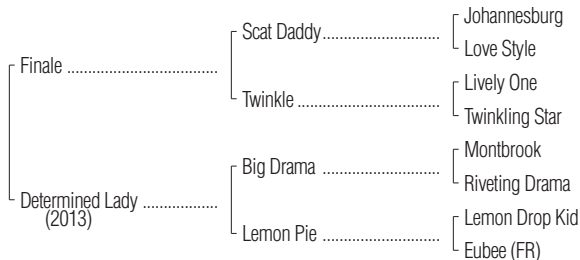 Johannesburg
Scat Daddy
Love Style
Finale
Lively One
Twinkle
Twinkling Star
Montbrook
Big Drama
Riveting Drama
Determined Lady
(2013)
Lemon Drop Kid
Lemon Pie
Eubee (FR)